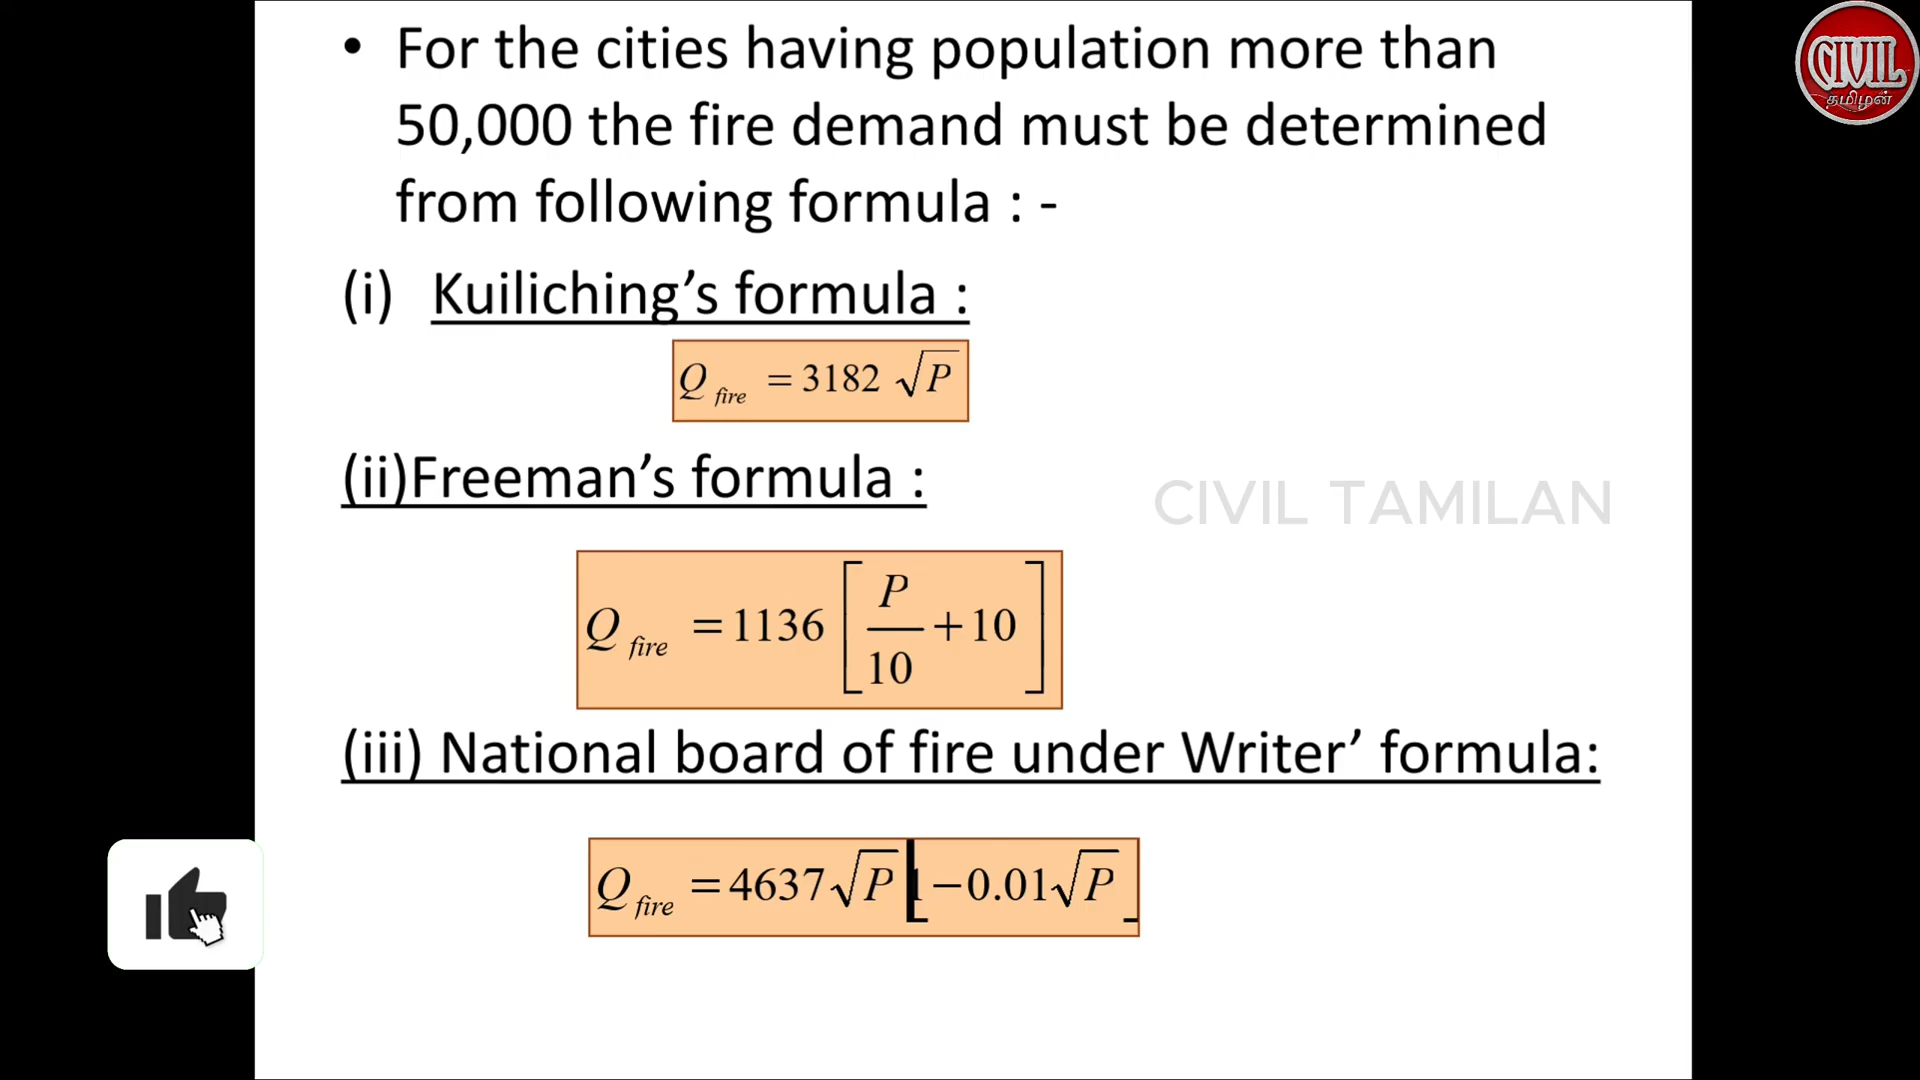 • For the cities having population more than
50,000 the fire demand must be determined
from following formula : -
(i) Kuiliching’s formula :
Q fire = 3182 √P
(ii)Freeman’s formula :
Q fire = 1136 [ P/10 + 10 ]
(iii) National board of fire under Writer’ formula:
Q fire = 4637√P [1 − 0.01√P ]
CIVIL TAMILAN
CIVIL
தமிழன்